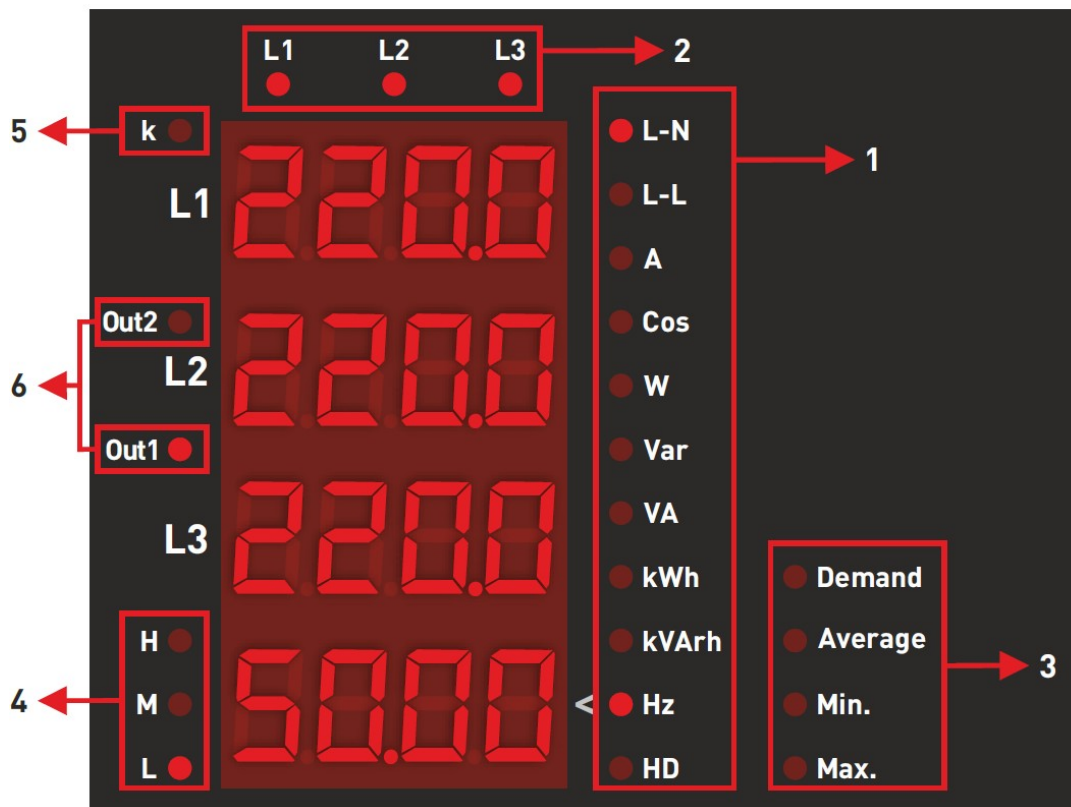 L1 L2 L3
2
5
k
L-N
1
220.0
L1
L-L
A
Out2
Cos
220.0
6
L2
W
Out1
Var
VA
220.0
L3
kWh
Demand
H
kVArh
Average
3
4
M
50.00
<
Hz
Min.
L
HD
Max.